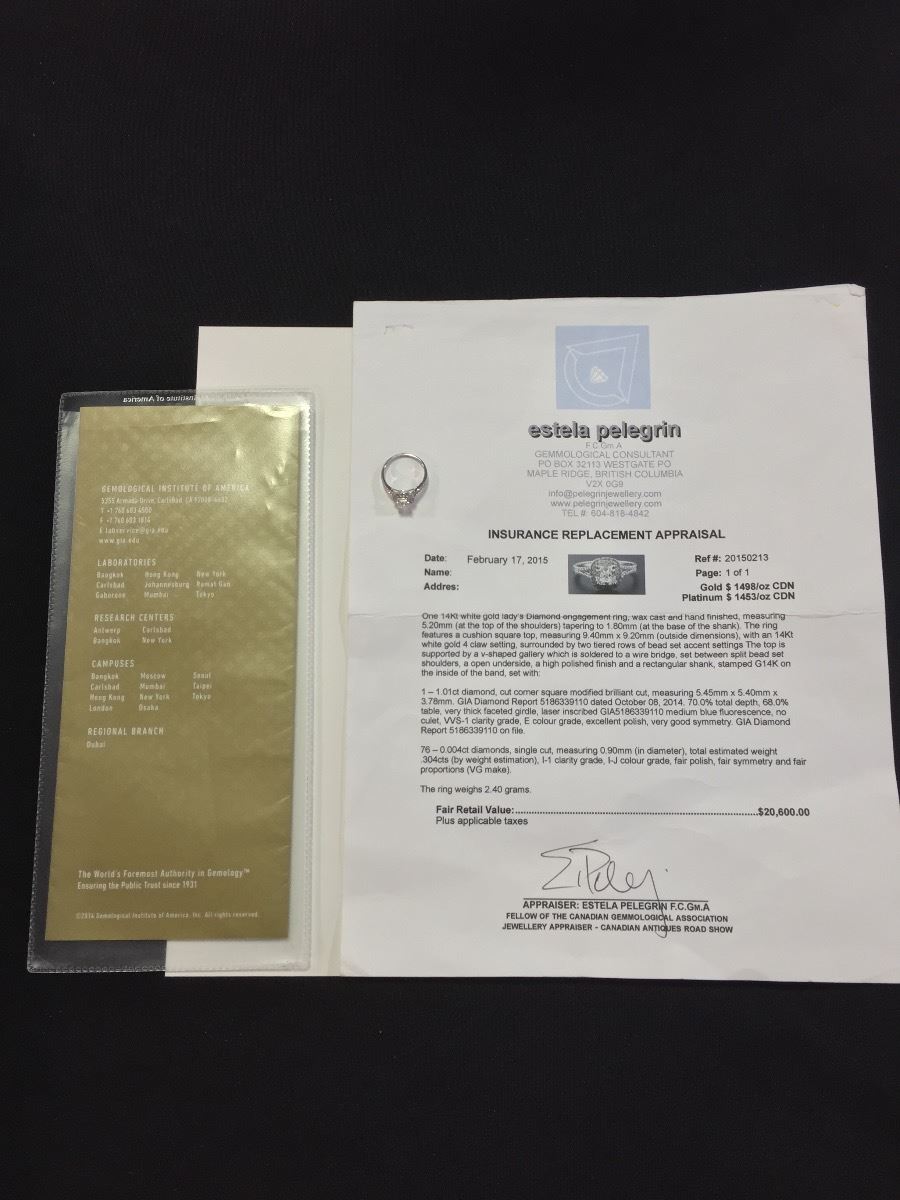 Institute of America
GEMOLOGICAL INSTITUTE OF AMERICA
5355 Armada Drive, Carlsbad, CA 92008-4602
T +1 760 603 4500
F +1 760 603 1814
E labservice@gia.edu
www.gia.edu
LABORATORIES
Bangkok Hong Kong New York
Carlsbad Johannesburg Ramat Gan
Gaborone Mumbai Tokyo
RESEARCH CENTERS
Antwerp Carlsbad
Bangkok New York
CAMPUSES
Bangkok Moscow Seoul
Carlsbad Mumbai Taipei
Hong Kong New York Tokyo
London Osaka
REGIONAL BRANCH
Dubai
The World's Foremost Authority in Gemology™
Ensuring the Public Trust since 1931
©2014 Gemological Institute of America, Inc. All rights reserved.
estela pelegrin
F.C.Gm.A
GEMMOLOGICAL CONSULTANT
PO BOX 32113 WESTGATE PO
MAPLE RIDGE, BRITISH COLUMBIA
V2X 0G9
info@pelegrinjewellery.com
www.pelegrinjewellery.com
TEL #: 604-818-4842
INSURANCE REPLACEMENT APPRAISAL
Date: February 17, 2015 Ref #: 20150213
Name: Page: 1 of 1
Addres: Gold $ 1498/oz CDN
Platinum $ 1453/oz CDN
One 14Kt white gold lady's Diamond engagement ring, wax cast and hand finished, measuring
5.20mm (at the top of the shoulders) tapering to 1.80mm (at the base of the shank). The ring
features a cushion square top, measuring 9.40mm x 9.20mm (outside dimensions), with an 14Kt
white gold 4 claw setting, surrounded by two tiered rows of bead set accent settings The top is
supported by a v-shaped gallery which is soldered to a wire bridge, set between split bead set
shoulders, a open underside, a high polished finish and a rectangular shank, stamped G14K on
the inside of the band, set with:
1 – 1.01ct diamond, cut corner square modified brilliant cut, measuring 5.45mm x 5.40mm x
3.78mm. GIA Diamond Report 5186339110 dated October 08, 2014. 70.0% total depth, 68.0%
table, very thick faceted girdle, laser inscribed GIA5186339110 medium blue fluorescence, no
culet, VVS-1 clarity grade, E colour grade, excellent polish, very good symmetry. GIA Diamond
Report 5186339110 on file.
76 – 0.004ct diamonds, single cut, measuring 0.90mm (in diameter), total estimated weight
.304cts (by weight estimation), I-1 clarity grade, I-J colour grade, fair polish, fair symmetry and fair
proportions (VG make).
The ring weighs 2.40 grams.
Fair Retail Value:..............................................................$20,600.00
Plus applicable taxes
APPRAISER: ESTELA PELEGRIN F.C.GM.A
FELLOW OF THE CANADIAN GEMMOLOGICAL ASSOCIATION
JEWELLERY APPRAISER - CANADIAN ANTIQUES ROAD SHOW